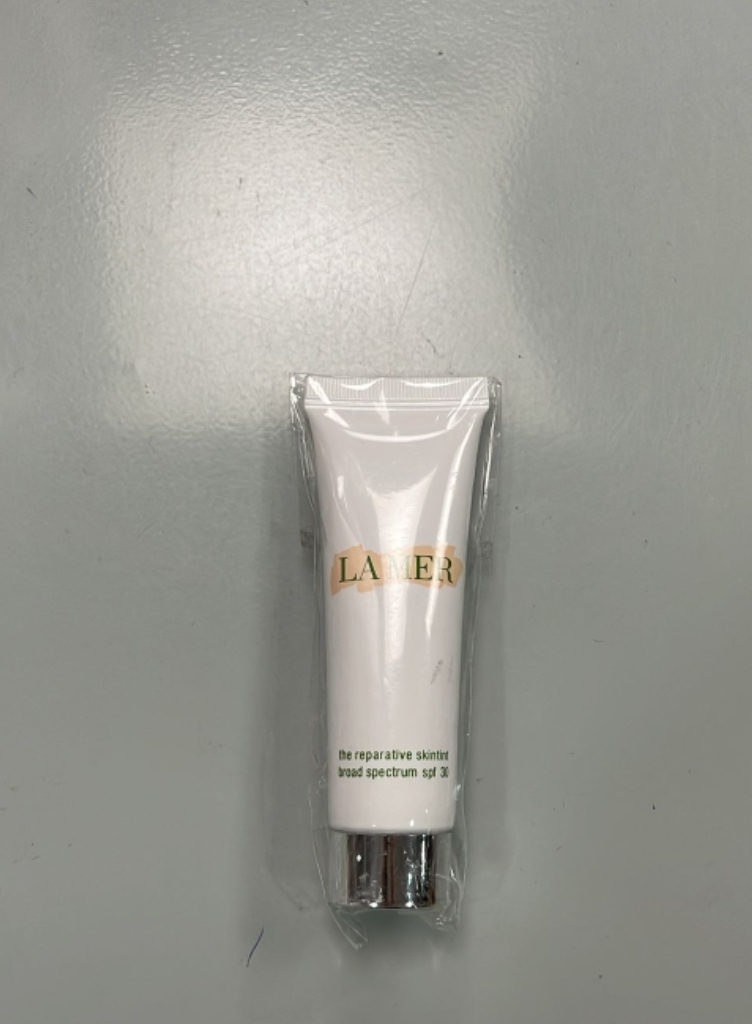 LA MER
the reparative skintint
broad spectrum spf 30